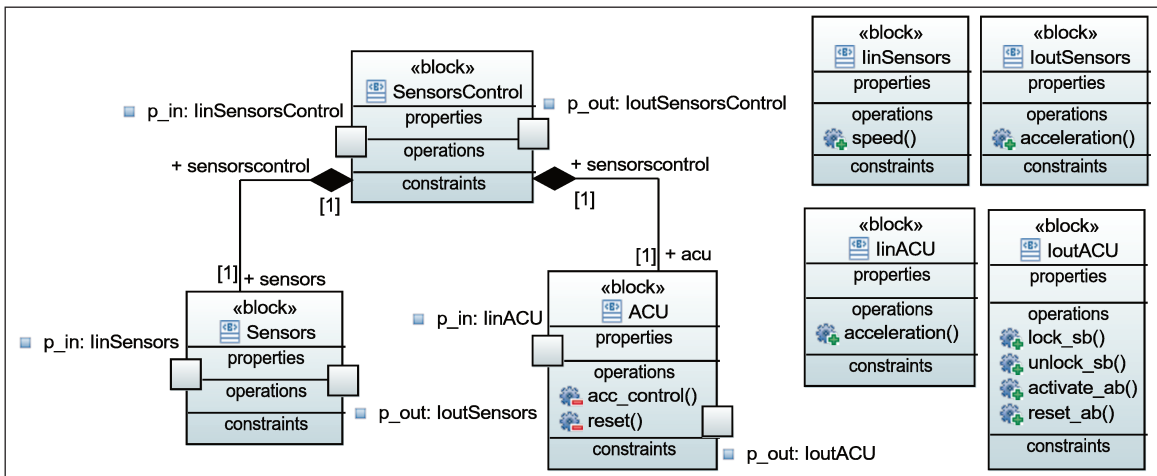 «block»
SensorsControl
properties
operations
constraints
p_in: IinSensorsControl
p_out: IoutSensorsControl
+ sensorscontrol
[1]
+ sensorscontrol
[1]
[1] + sensors
[1] + acu
«block»
Sensors
properties
operations
constraints
p_in: IinSensors
p_out: IoutSensors
«block»
ACU
properties
operations
acc_control()
reset()
constraints
p_in: IinACU
p_out: IoutACU
«block»
IinSensors
properties
operations
speed()
constraints
«block»
IoutSensors
properties
operations
acceleration()
constraints
«block»
IinACU
properties
operations
acceleration()
constraints
«block»
IoutACU
properties
operations
lock_sb()
unlock_sb()
activate_ab()
reset_ab()
constraints